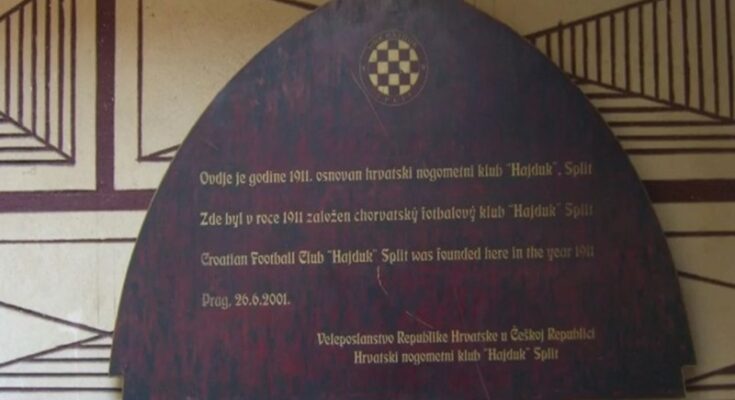 Ovdje je godine 1911. osnovan hrvatski nogometni klub "Hajduk", Split
Zde byl v roce 1911 založen chorvatský fotbalový klub "Hajduk" Split
Croatian Football Club "Hajduk" Split was founded here in the year 1911
Prag, 26.6.2001.
Veleposlanstvo Republike Hrvatske u Češkoj Republici
Hrvatski nogometni klub "Hajduk" Split